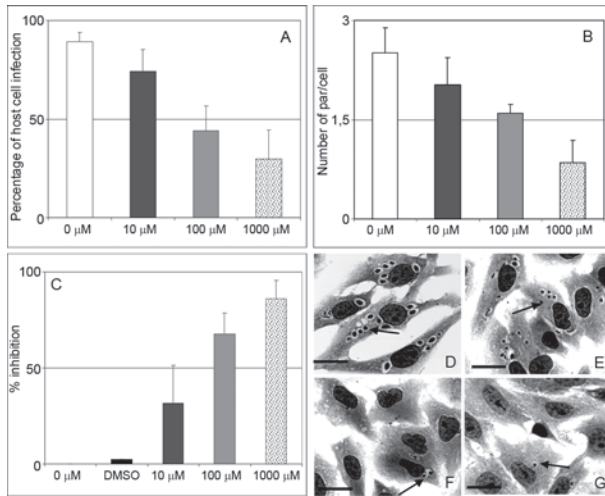 A
Percentage of host cell infection
100
50
0
0 µM
10 µM
100 µM
1000 µM
B
Number of par/cell
3
1,5
0
0 µM
10 µM
100 µM
1000 µM
C
% inhibition
100
50
0
0 µM
DMSO
10 µM
100 µM
1000 µM
D
E
F
G